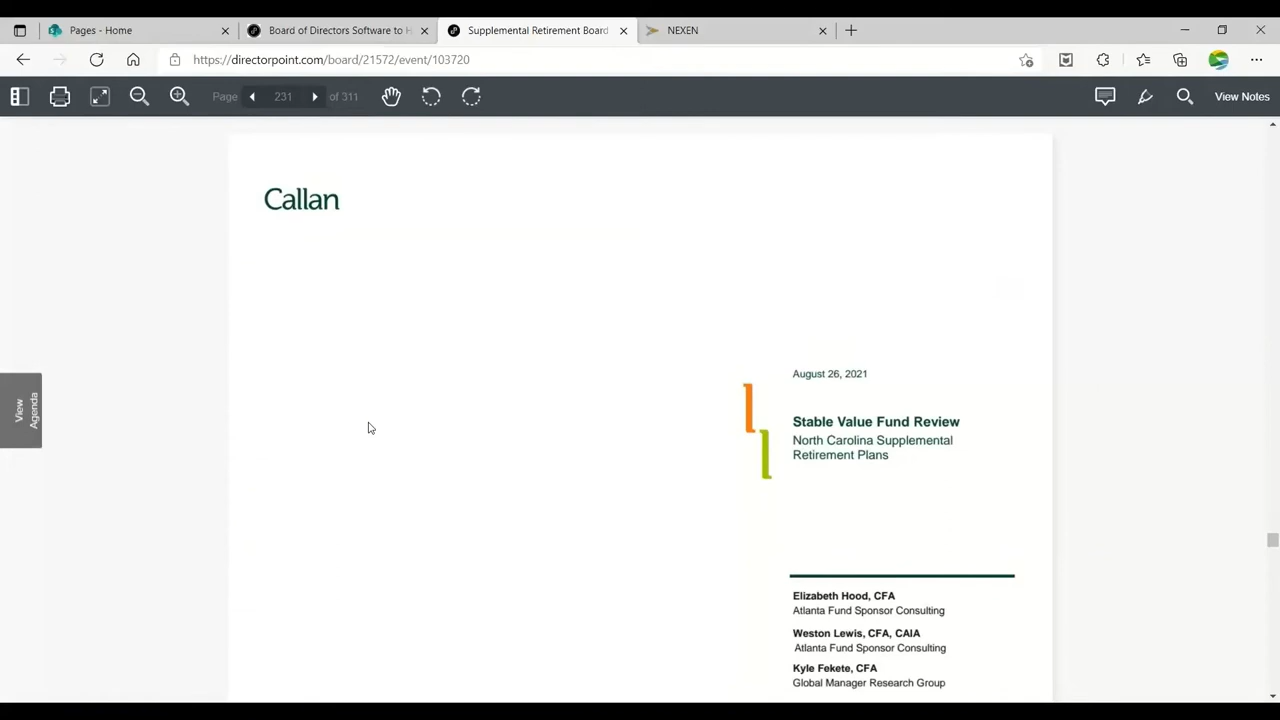 Pages - Home
Board of Directors Software to H
Supplemental Retirement Board
NEXEN
https://directorpoint.com/board/21572/event/103720
Page 231 of 311
View Notes
Callan
View Agenda
August 26, 2021
Stable Value Fund Review
North Carolina Supplemental
Retirement Plans
Elizabeth Hood, CFA
Atlanta Fund Sponsor Consulting
Weston Lewis, CFA, CAIA
Atlanta Fund Sponsor Consulting
Kyle Fekete, CFA
Global Manager Research Group